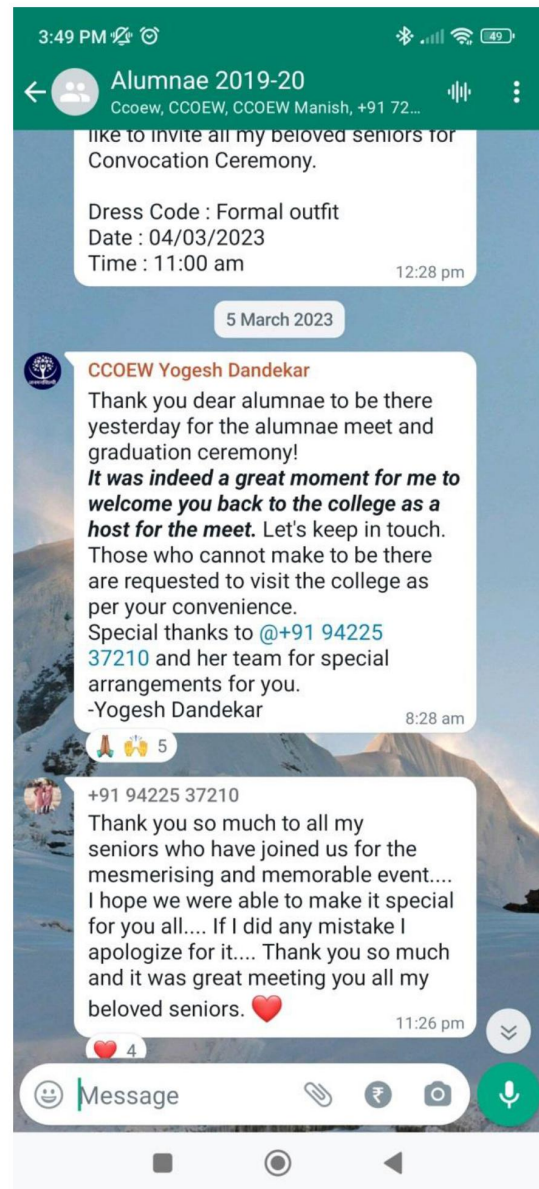 3:49 PM
49
Alumnae 2019-20
Ccoew, CCOEW, CCOEW Manish, +91 72...
like to invite all my beloved seniors for
Convocation Ceremony.
Dress Code : Formal outfit
Date : 04/03/2023
Time : 11:00 am
12:28 pm
5 March 2023
CCOEW Yogesh Dandekar
Thank you dear alumnae to be there
yesterday for the alumnae meet and
graduation ceremony!
It was indeed a great moment for me to
welcome you back to the college as a
host for the meet. Let's keep in touch.
Those who cannot make to be there
are requested to visit the college as
per your convenience.
Special thanks to @+91 94225
37210 and her team for special
arrangements for you.
-Yogesh Dandekar
8:28 am
🙏🏽 🙌 5
+91 94225 37210
Thank you so much to all my
seniors who have joined us for the
mesmerising and memorable event....
I hope we were able to make it special
for you all.... If I did any mistake I
apologize for it.... Thank you so much
and it was great meeting you all my
beloved seniors. ❤️
11:26 pm
❤️ 4
Message
₹